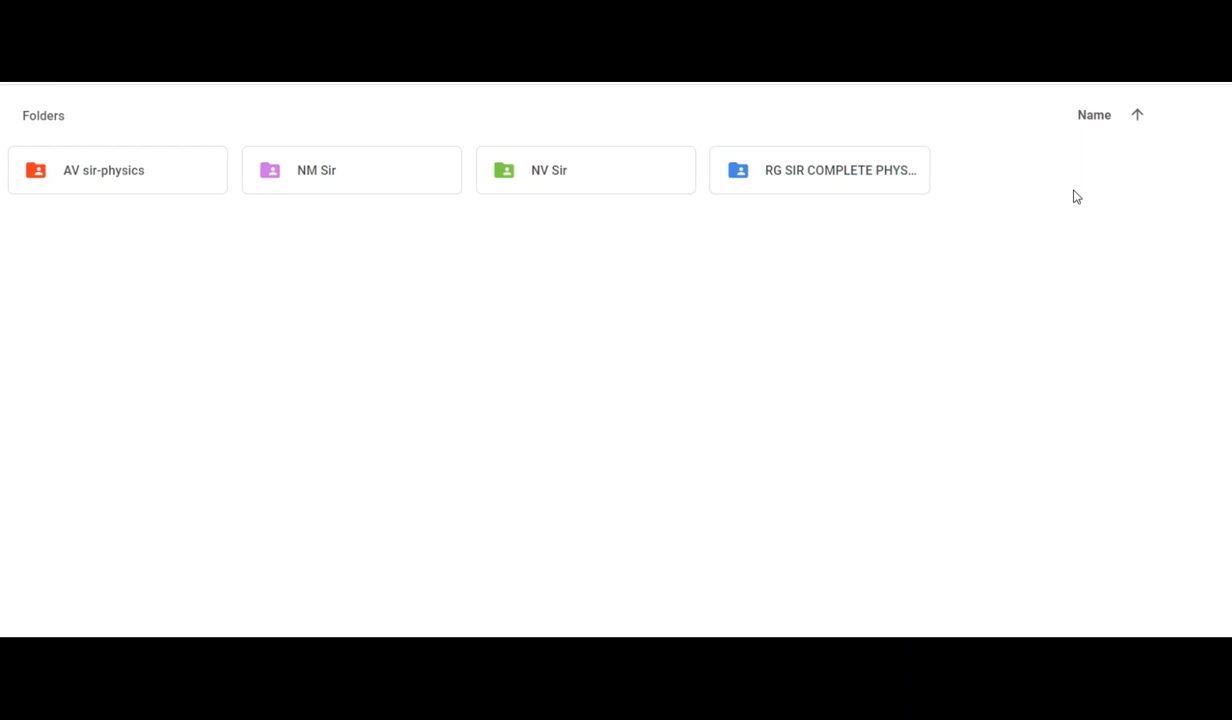 Folders
Name
AV sir-physics
NM Sir
NV Sir
RG SIR COMPLETE PHYS...